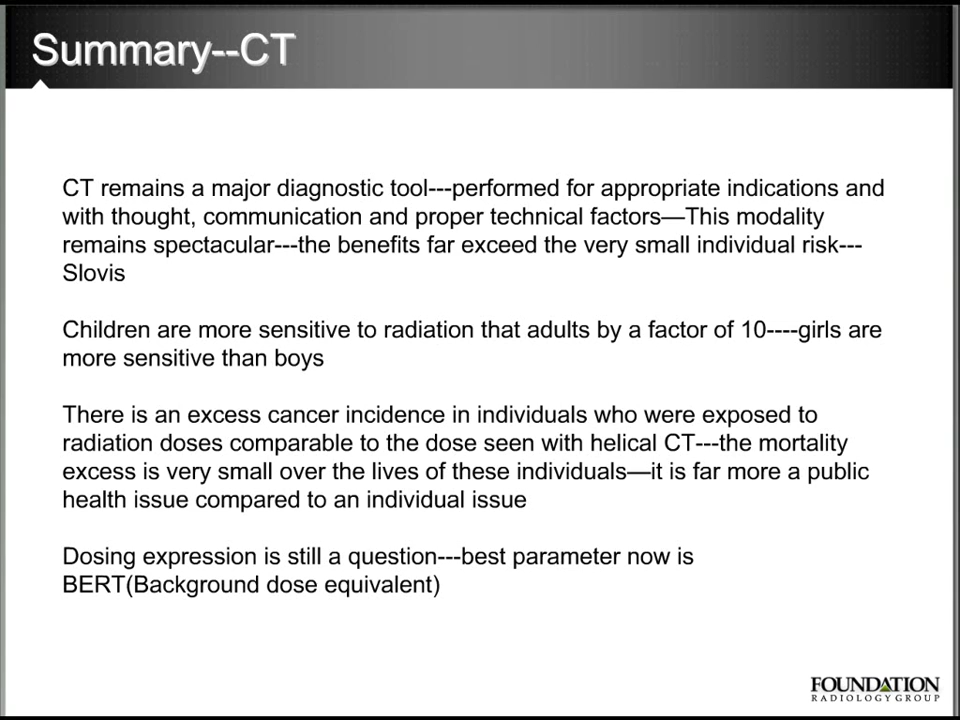 Summary--CT
CT remains a major diagnostic tool---performed for appropriate indications and
with thought, communication and proper technical factors—This modality
remains spectacular---the benefits far exceed the very small individual risk---
Slovis
Children are more sensitive to radiation that adults by a factor of 10----girls are
more sensitive than boys
There is an excess cancer incidence in individuals who were exposed to
radiation doses comparable to the dose seen with helical CT---the mortality
excess is very small over the lives of these individuals—it is far more a public
health issue compared to an individual issue
Dosing expression is still a question---best parameter now is
BERT(Background dose equivalent)
FOUNDATION
RADIOLOGY GROUP